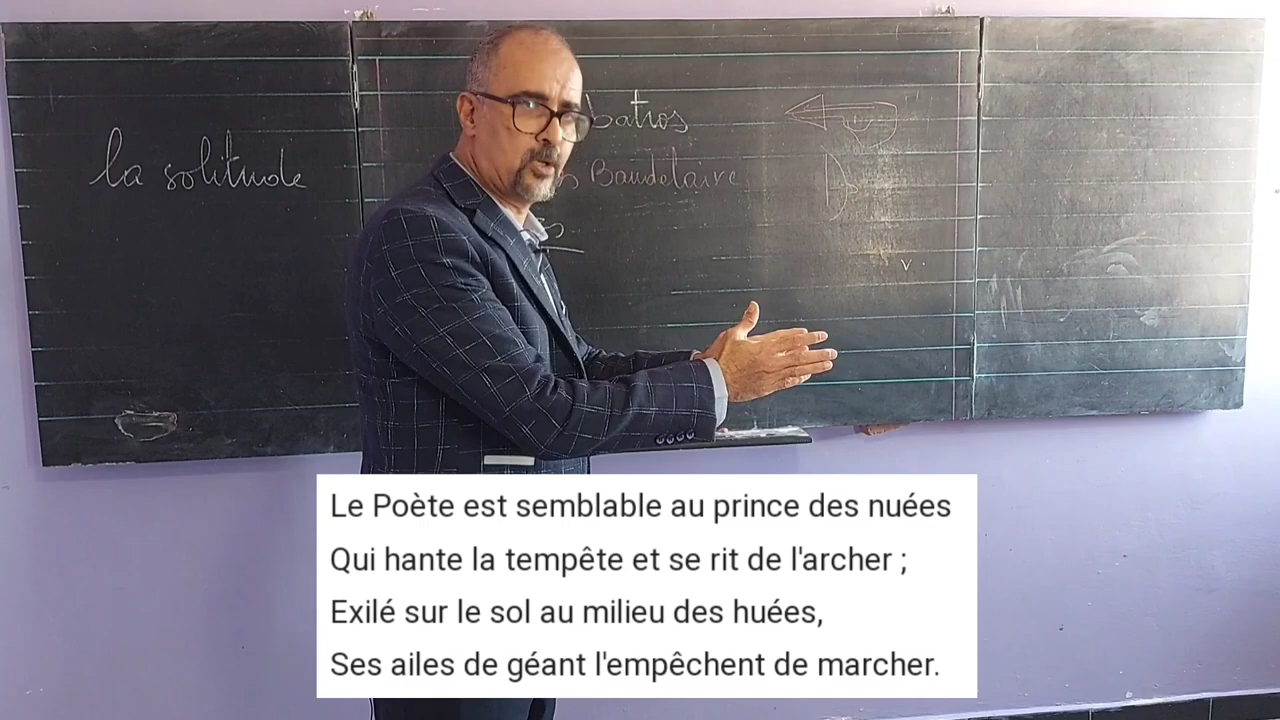 la solitude
batros
Baudelaire
Le Poète est semblable au prince des nuées
Qui hante la tempête et se rit de l'archer ;
Exilé sur le sol au milieu des huées,
Ses ailes de géant l'empêchent de marcher.